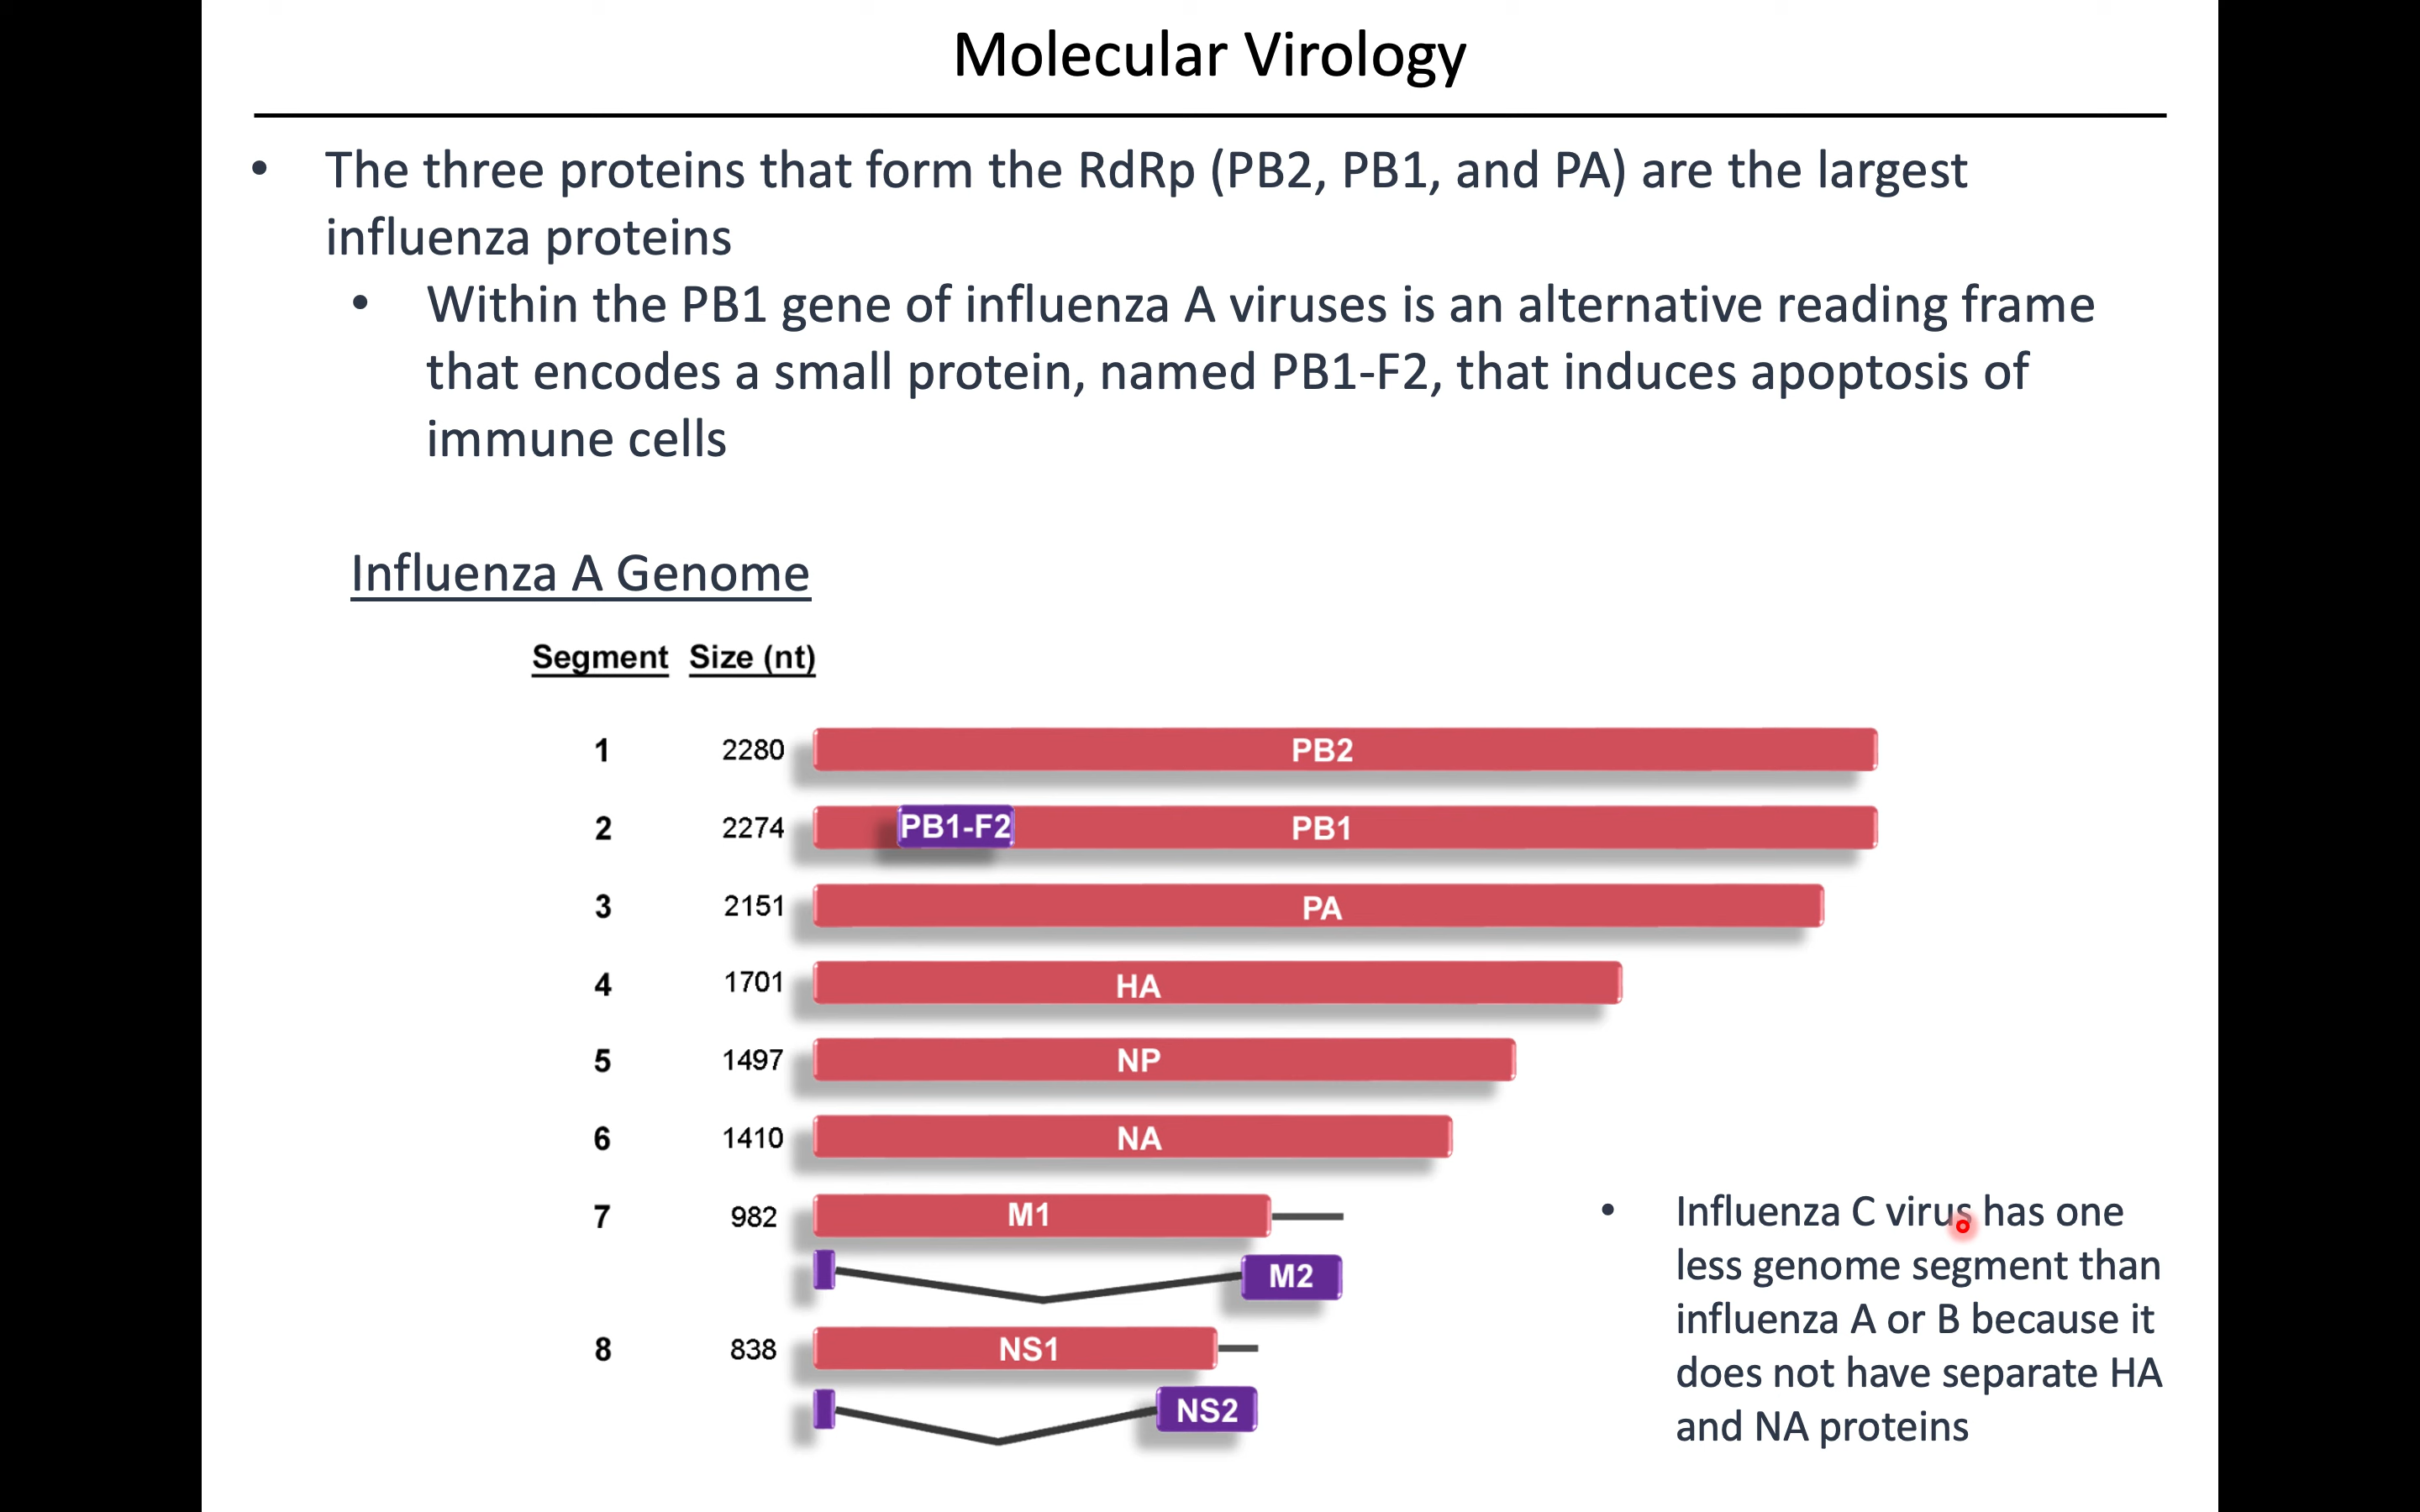 Molecular Virology
• The three proteins that form the RdRp (PB2, PB1, and PA) are the largest
influenza proteins
• Within the PB1 gene of influenza A viruses is an alternative reading frame
that encodes a small protein, named PB1-F2, that induces apoptosis of
immune cells
Influenza A Genome
Segment Size (nt)
1 2280 PB2
2 2274 PB1-F2 PB1
3 2151 PA
4 1701 HA
5 1497 NP
6 1410 NA
7 982 M1
M2
8 838 NS1
NS2
• Influenza C virus has one
less genome segment than
influenza A or B because it
does not have separate HA
and NA proteins